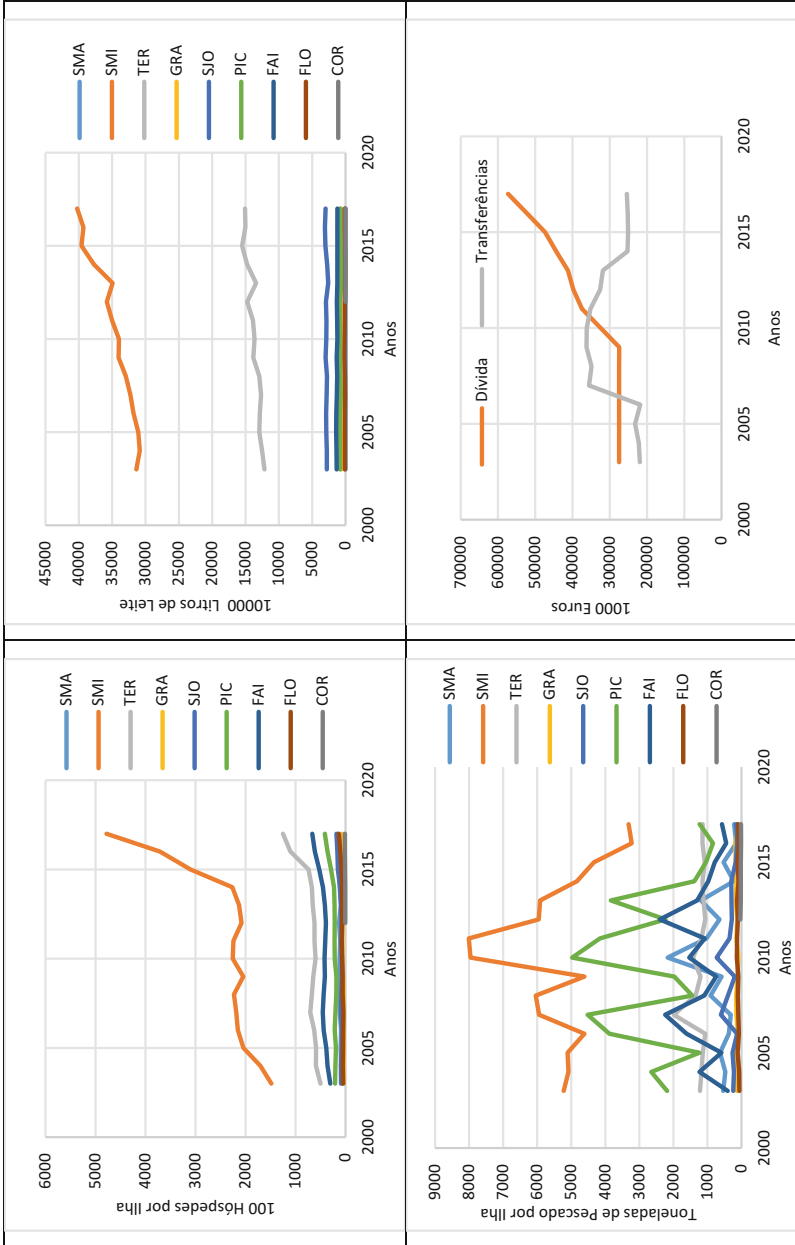 6000
5000
4000
3000
2000
1000
0
100 Hóspedes por Ilha
2000
2005
2010
2015
2020
Anos
SMA
SMI
TER
GRA
SJO
PIC
FAI
FLO
COR
45000
40000
35000
30000
25000
20000
15000
10000
5000
0
10000 Litros de Leite
2000
2005
2010
2015
2020
Anos
SMA
SMI
TER
GRA
SJO
PIC
FAI
FLO
COR
9000
8000
7000
6000
5000
4000
3000
2000
1000
0
Toneladas de Pescado por Ilha
2000
2005
2010
2015
2020
Anos
SMA
SMI
TER
GRA
SJO
PIC
FAI
FLO
COR
700000
600000
500000
400000
300000
200000
100000
0
1000 Euros
2000
2005
2010
2015
2020
Anos
Dívida
Transferências